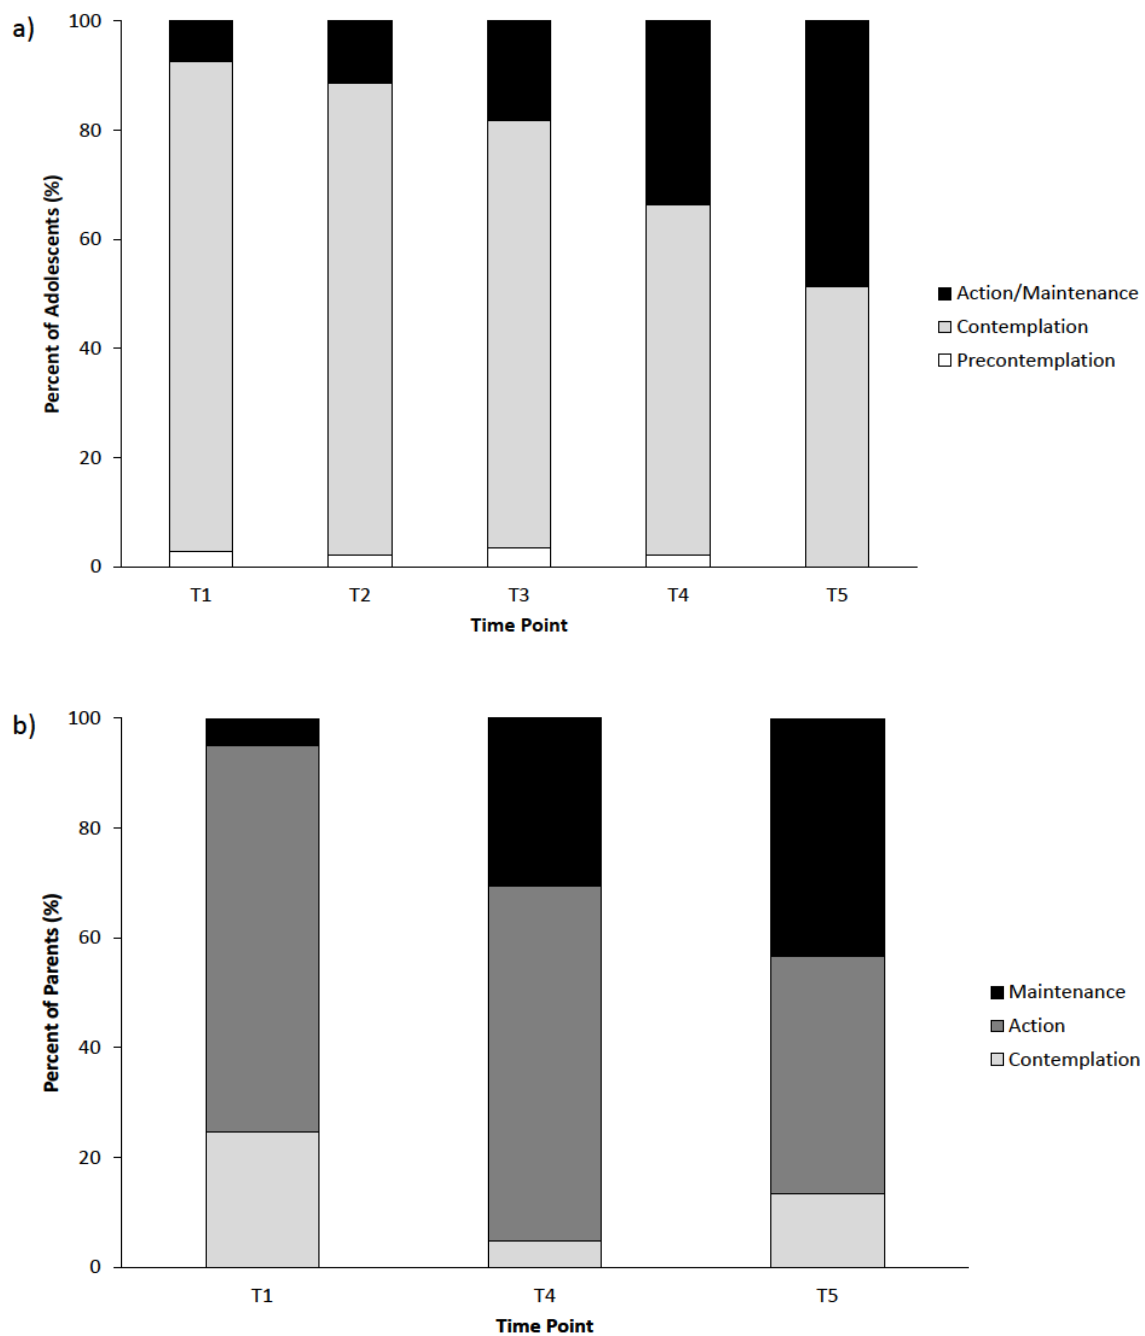 a)
100
80
60
40
20
0
Percent of Adolescents (%)
T1 T2 T3 T4 T5
Time Point
Action/Maintenance
Contemplation
Precontemplation
b)
100
80
60
40
20
0
Percent of Parents (%)
T1 T4 T5
Time Point
Maintenance
Action
Contemplation